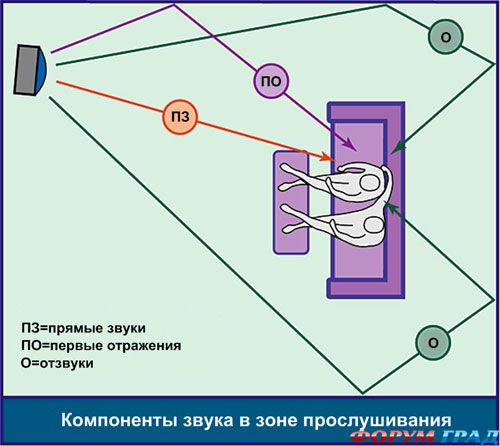 О
ПО
ПЗ
О
ПЗ=прямые звуки
ПО=первые отражения
О=отзвуки
Компоненты звука в зоне прослушивания
ФОРУМ ГРАД